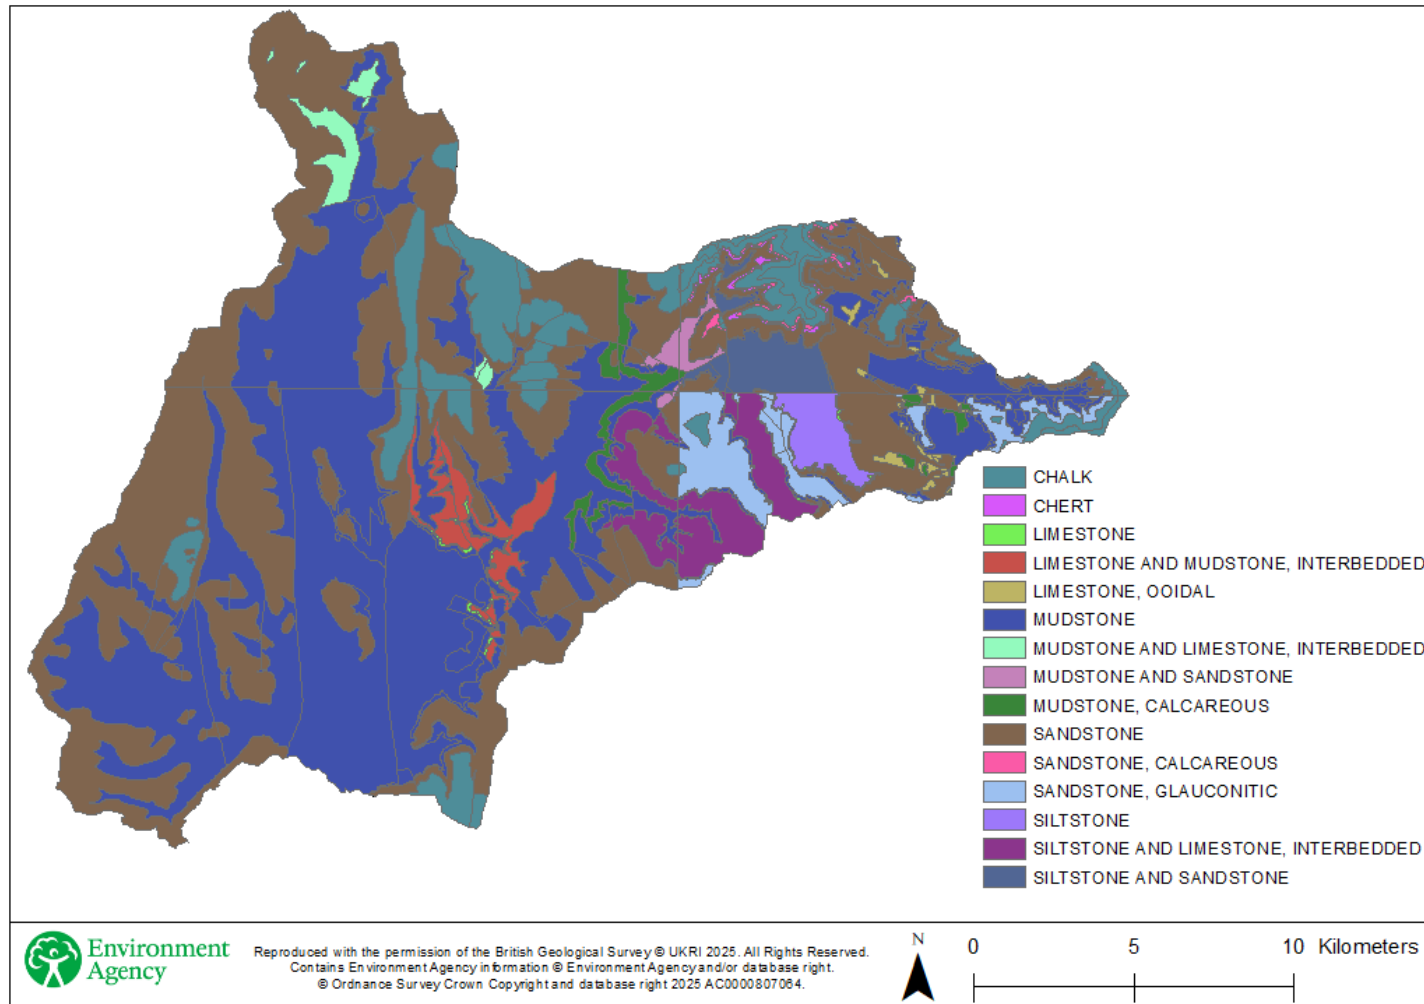 CHALK
CHERT
LIMESTONE
LIMESTONE AND MUDSTONE, INTERBEDDED
LIMESTONE, OOIDAL
MUDSTONE
MUDSTONE AND LIMESTONE, INTERBEDDED
MUDSTONE AND SANDSTONE
MUDSTONE, CALCAREOUS
SANDSTONE
SANDSTONE, CALCAREOUS
SANDSTONE, GLAUCONITIC
SILTSTONE
SILTSTONE AND LIMESTONE, INTERBEDDED
SILTSTONE AND SANDSTONE
Environment
Agency
Reproduced with the permission of the British Geological Survey © UKRI 2025. All Rights Reserved.
Contains Environment Agency information © Environment Agency and/or database right.
© Ordnance Survey Crown Copyright and database right 2025 AC0000807064.
N
0 5 10 Kilometers